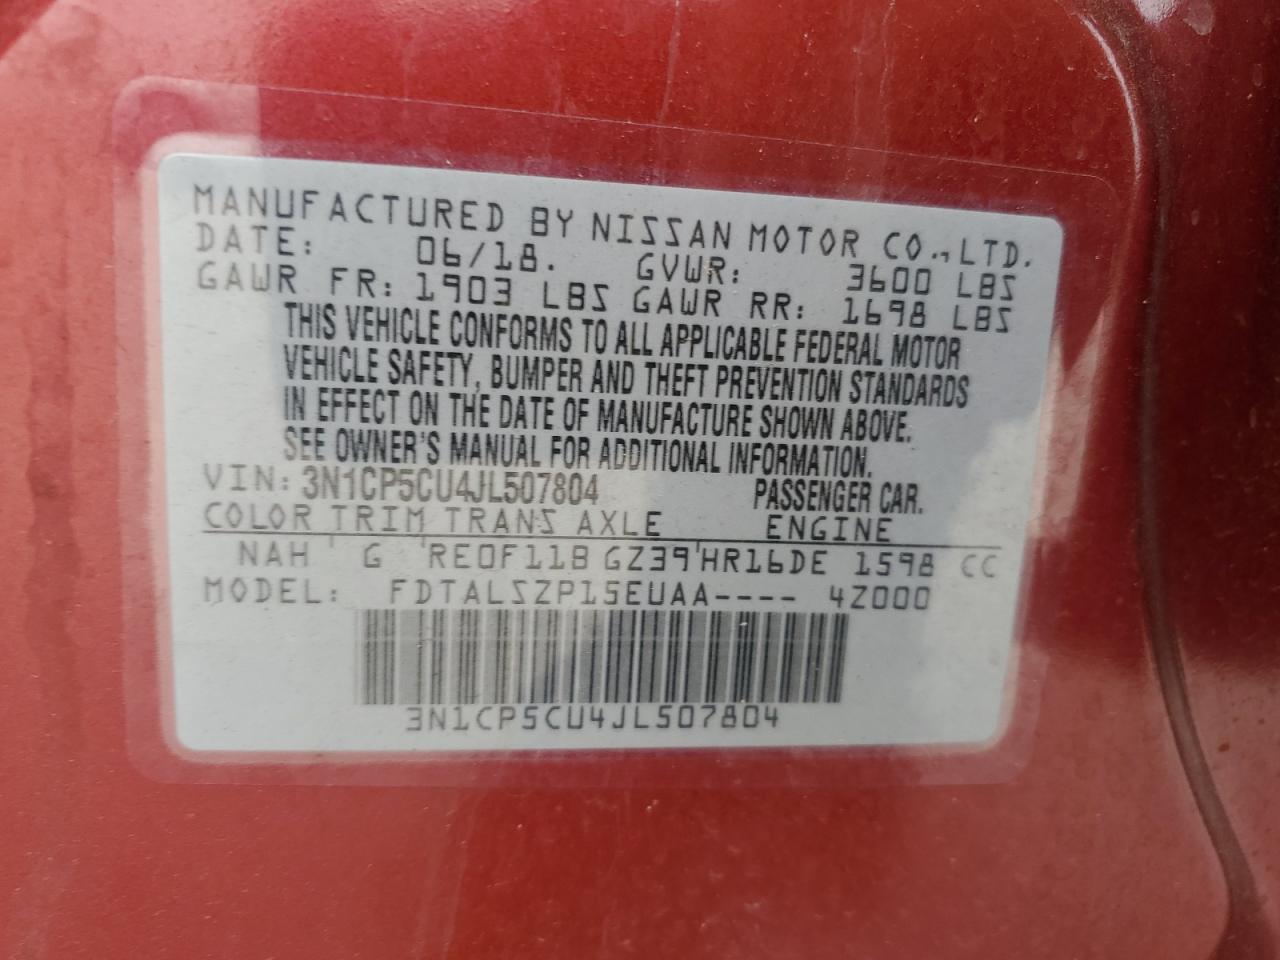 MANUFACTURED BY NISSAN MOTOR CO.,LTD.
DATE: 06/18. GVWR: 3600 LBS
GAWR FR: 1903 LBS GAWR RR: 1698 LBS
THIS VEHICLE CONFORMS TO ALL APPLICABLE FEDERAL MOTOR
VEHICLE SAFETY, BUMPER AND THEFT PREVENTION STANDARDS
IN EFFECT ON THE DATE OF MANUFACTURE SHOWN ABOVE.
SEE OWNER'S MANUAL FOR ADDITIONAL INFORMATION.
VIN: 3N1CP5CU4JL507804 PASSENGER CAR.
COLOR TRIM TRANS AXLE ENGINE
NAH ' G ' RE0F11B GZ39 ' HR16DE 1598 CC
MODEL: FDTALSZP15EUAA---- 4Z000
3N1CP5CU4JL507804